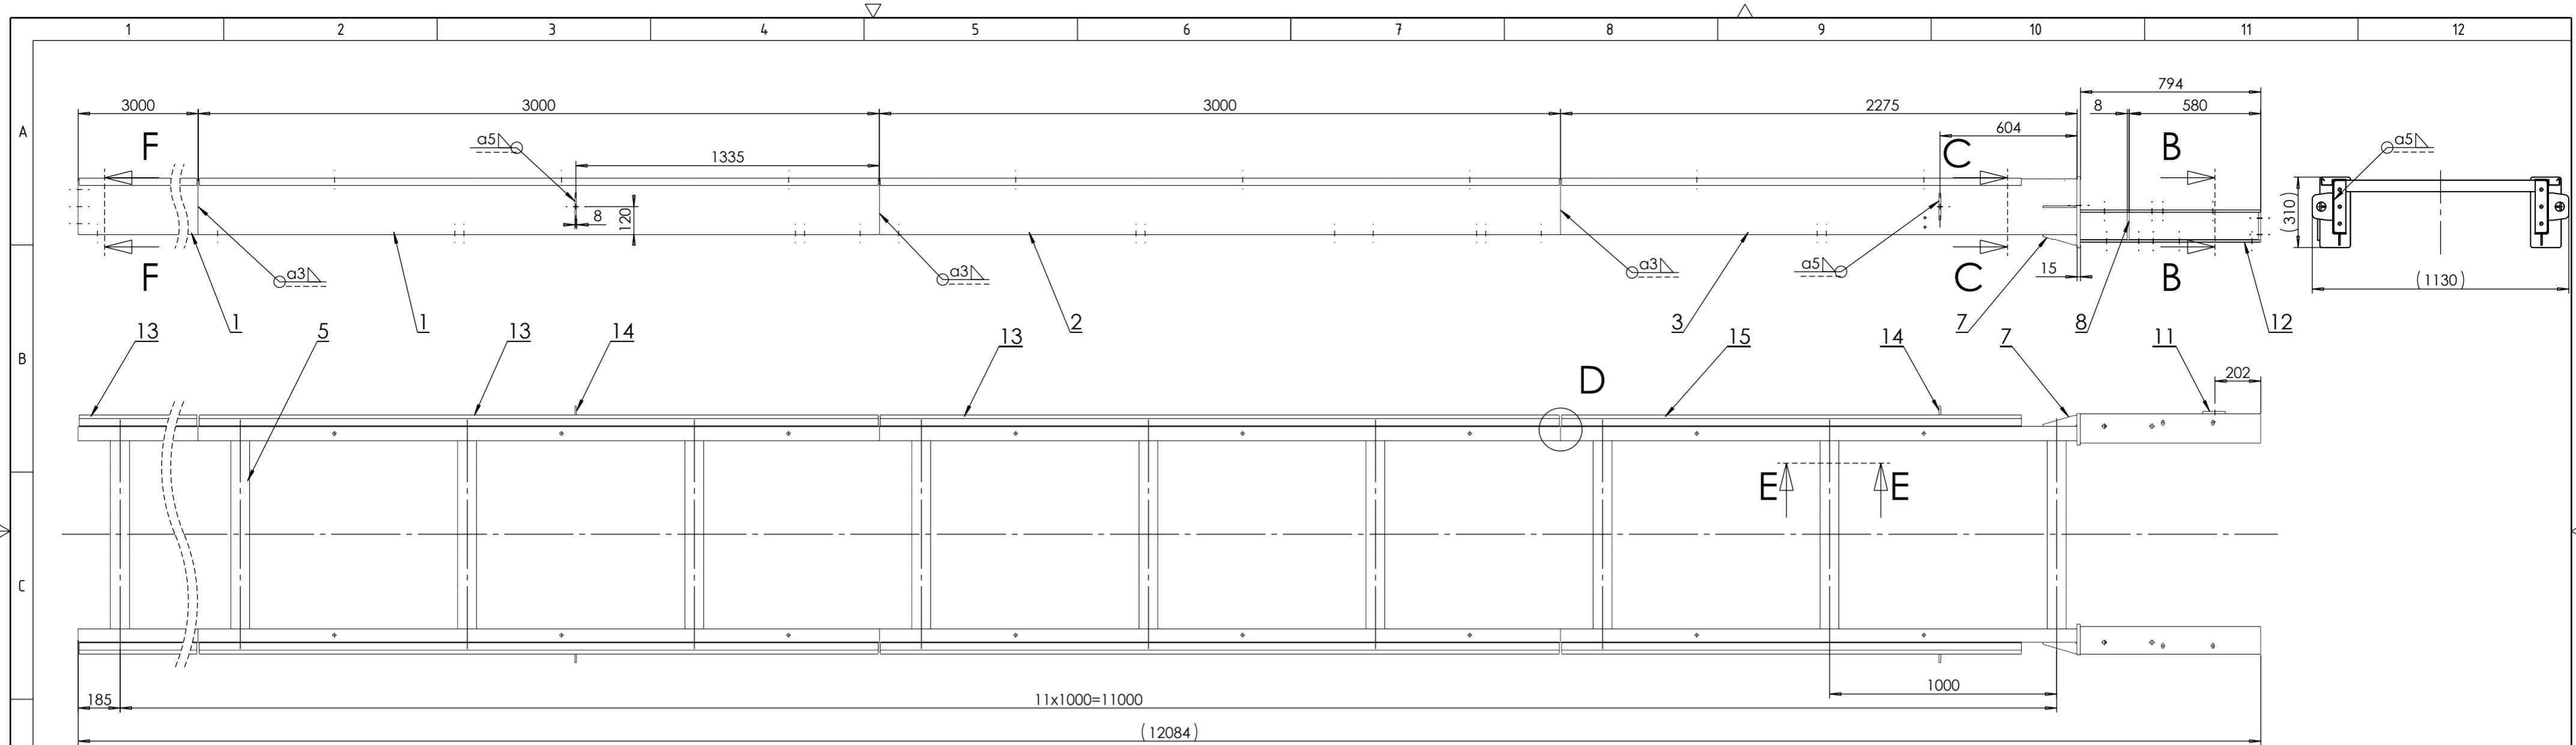 1 2 3 4 5 6 7 8 9 10 11 12
794
3000 3000 3000 2275 8 580
A
604
F a5 1335 C B a5
8 120 (310)
F a3 a3 a3 a5 C 15 B (1130)
1 1 2 3 7 8 12
13 5 13 14 13 15 14 7 11
B
D 202
E E
C
185 11x1000=11000 1000
(12084)